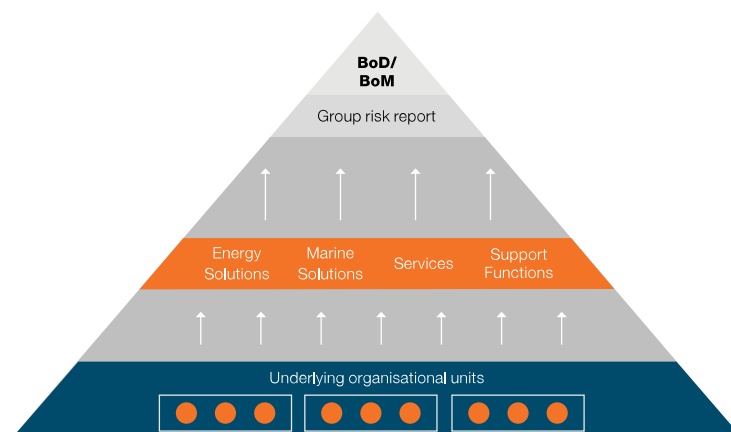 BoD/
BoM
Group risk report
Energy
Solutions
Marine
Solutions
Services
Support
Functions
Underlying organisational units